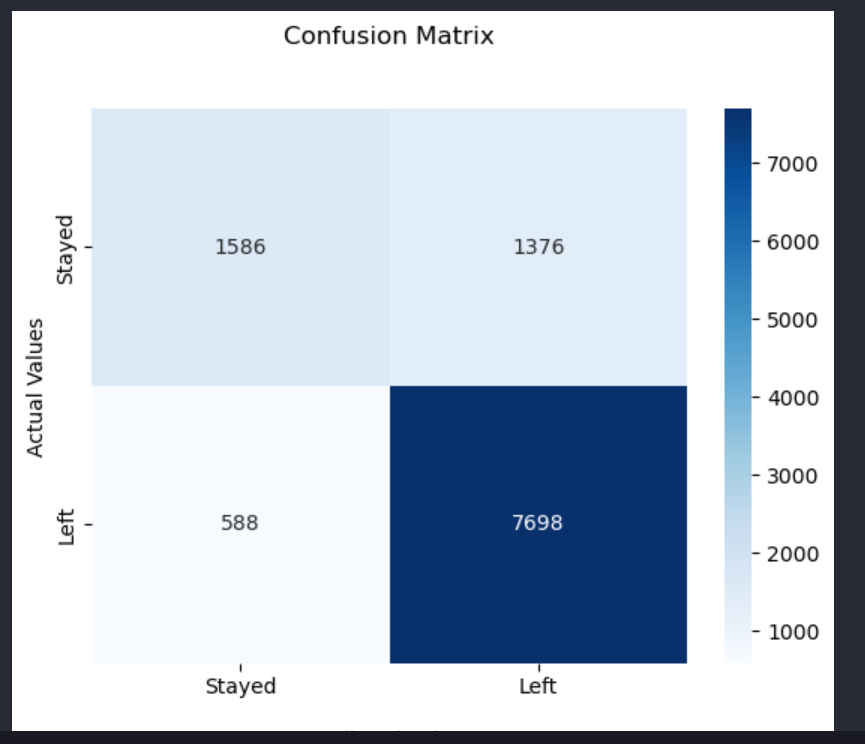 Confusion Matrix
7000
6000
5000
4000
3000
2000
1000
Actual Values
Stayed
1586
1376
Left
588
7698
Stayed
Left